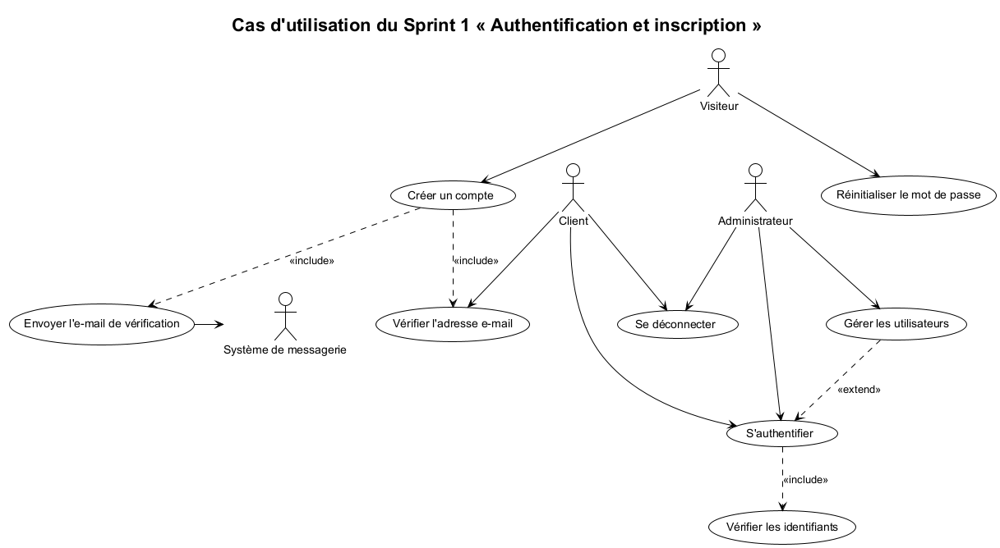 Cas d'utilisation du Sprint 1 « Authentification et inscription »
Visiteur
Créer un compte
Client
Administrateur
Réinitialiser le mot de passe
«include»
«include»
Envoyer l'e-mail de vérification
Système de messagerie
Vérifier l'adresse e-mail
Se déconnecter
Gérer les utilisateurs
«extend»
S'authentifier
«include»
Vérifier les identifiants